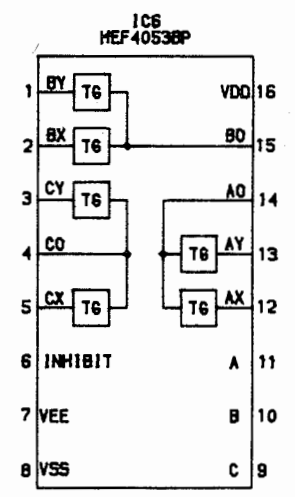 IC6
HEF4053BP
1 BY TG VDD 16
2 BX TG BO 15
3 CY TG AO 14
4 CO TG AY 13
5 CX TG TG AX 12
6 INHIBIT A 11
7 VEE B 10
8 VSS C 9